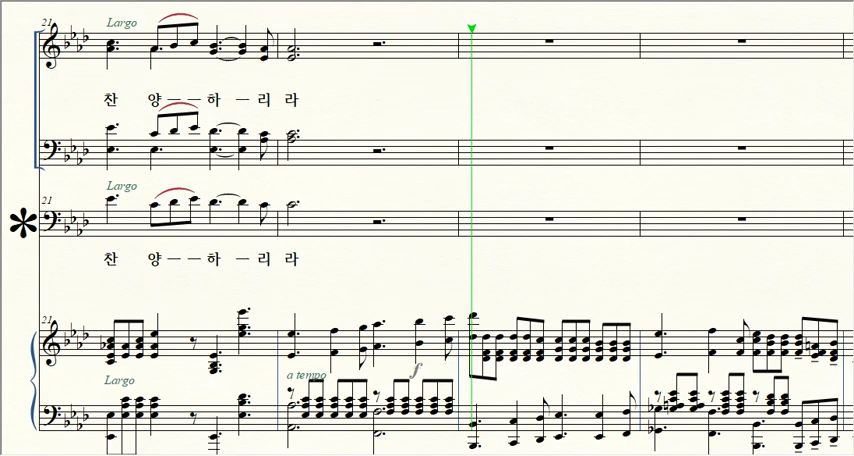 21
Largo
찬 양 — — 하 — 리 라
Largo
21
찬 양 — — 하 — 리 라
21
Largo
a tempo
f